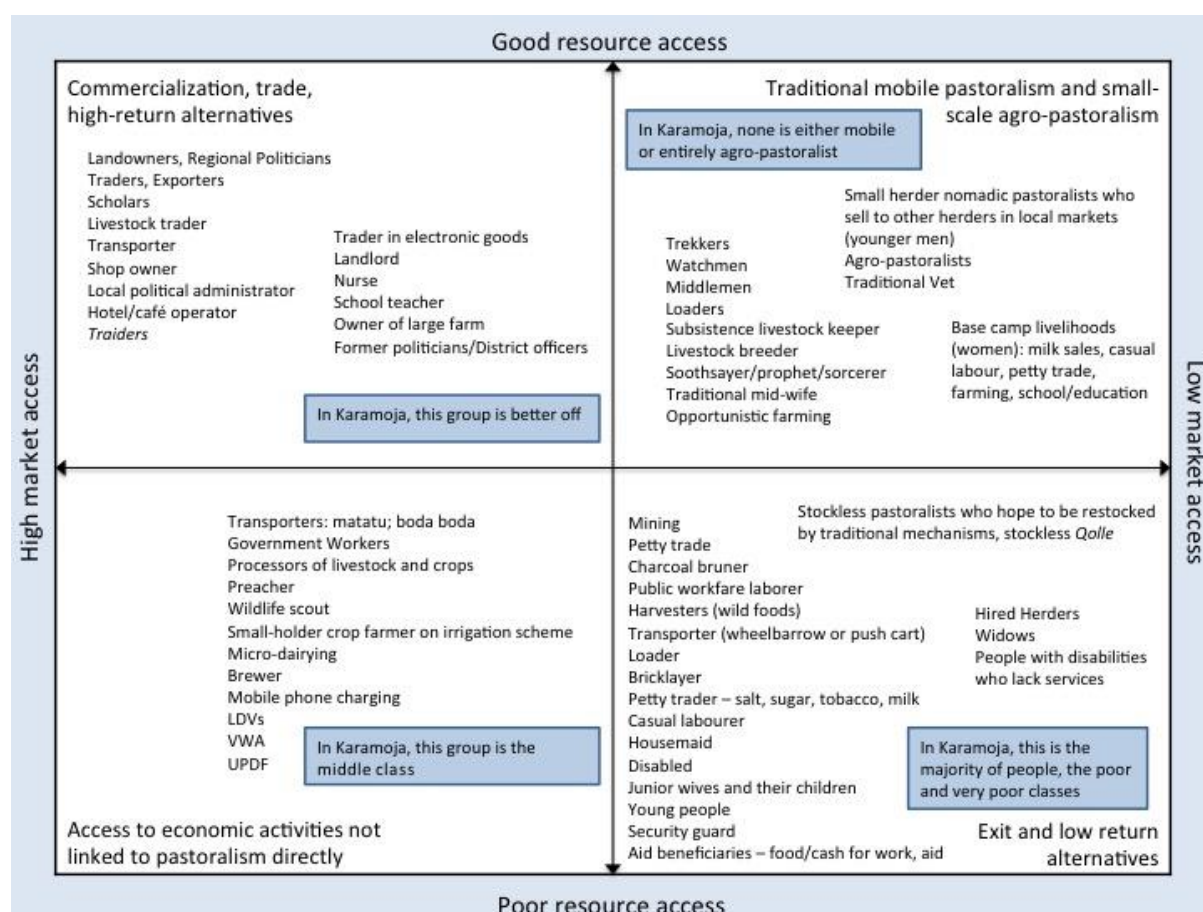 Good resource access
Commercialization, trade,
high-return alternatives
Landowners, Regional Politicians
Traders, Exporters
Scholars
Livestock trader
Transporter
Shop owner
Local political administrator
Hotel/café operator
Traiders
Trader in electronic goods
Landlord
Nurse
School teacher
Owner of large farm
Former politicians/District officers
In Karamoja, this group is better off
Traditional mobile pastoralism and small-
scale agro-pastoralism
In Karamoja, none is either mobile
or entirely agro-pastoralist
Small herder nomadic pastoralists who
sell to other herders in local markets
(younger men)
Agro-pastoralists
Traditional Vet
Trekkers
Watchmen
Middlemen
Loaders
Subsistence livestock keeper
Livestock breeder
Soothsayer/prophet/sorcerer
Traditional mid-wife
Opportunistic farming
Base camp livelihoods
(women): milk sales, casual
labour, petty trade,
farming, school/education
High market access
Low market access
Transporters: matatu; boda boda
Government Workers
Processors of livestock and crops
Preacher
Wildlife scout
Small-holder crop farmer on irrigation scheme
Micro-dairying
Brewer
Mobile phone charging
LDVs
VWA
UPDF
In Karamoja, this group is the
middle class
Access to economic activities not
linked to pastoralism directly
Stockless pastoralists who hope to be restocked
by traditional mechanisms, stockless Qolle
Mining
Petty trade
Charcoal bruner
Public workfare laborer
Harvesters (wild foods)
Transporter (wheelbarrow or push cart)
Loader
Bricklayer
Petty trader – salt, sugar, tobacco, milk
Casual labourer
Housemaid
Disabled
Junior wives and their children
Young people
Security guard
Aid beneficiaries – food/cash for work, aid
Hired Herders
Widows
People with disabilities
who lack services
In Karamoja, this is the
majority of people, the poor
and very poor classes
Exit and low return
alternatives
Poor resource access